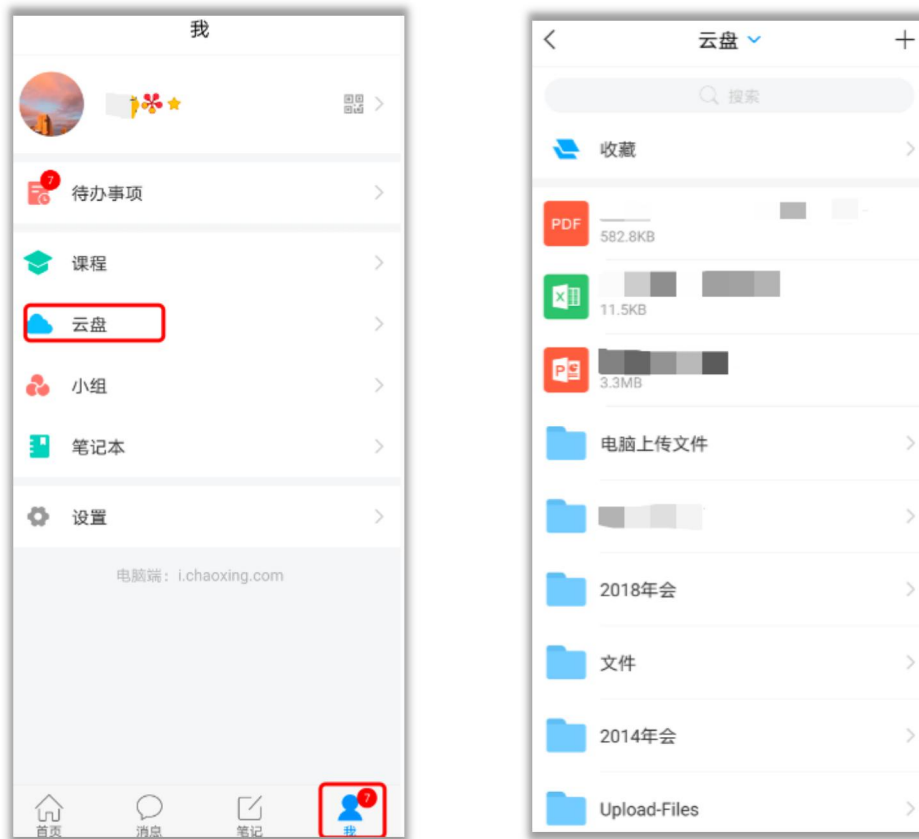 我
7
待办事项
课程
云盘
小组
笔记本
设置
电脑端：i.chaoxing.com
首页
消息
笔记
7
我
云盘
搜索
收藏
PDF
582.8KB
11.5KB
3.3MB
电脑上传文件
2018年会
文件
2014年会
Upload-Files